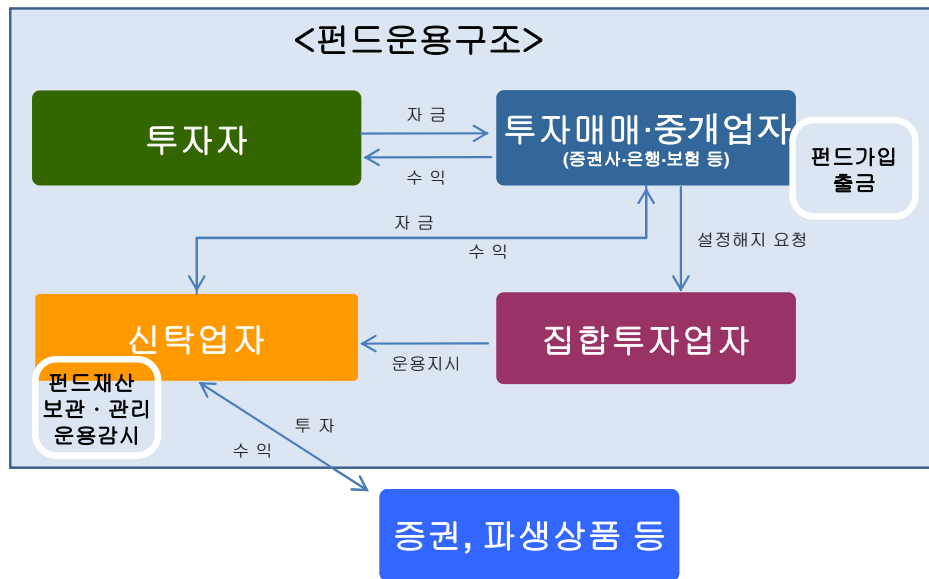 <펀드운용구조>
투자자
자 금
수 익
투자매매·중개업자
(증권사·은행·보험 등)
펀드가입
출금
자 금
수 익
설정해지 요청
신탁업자
운용지시
집합투자업자
펀드재산
보관·관리
운용감시
투 자
수 익
증권, 파생상품 등